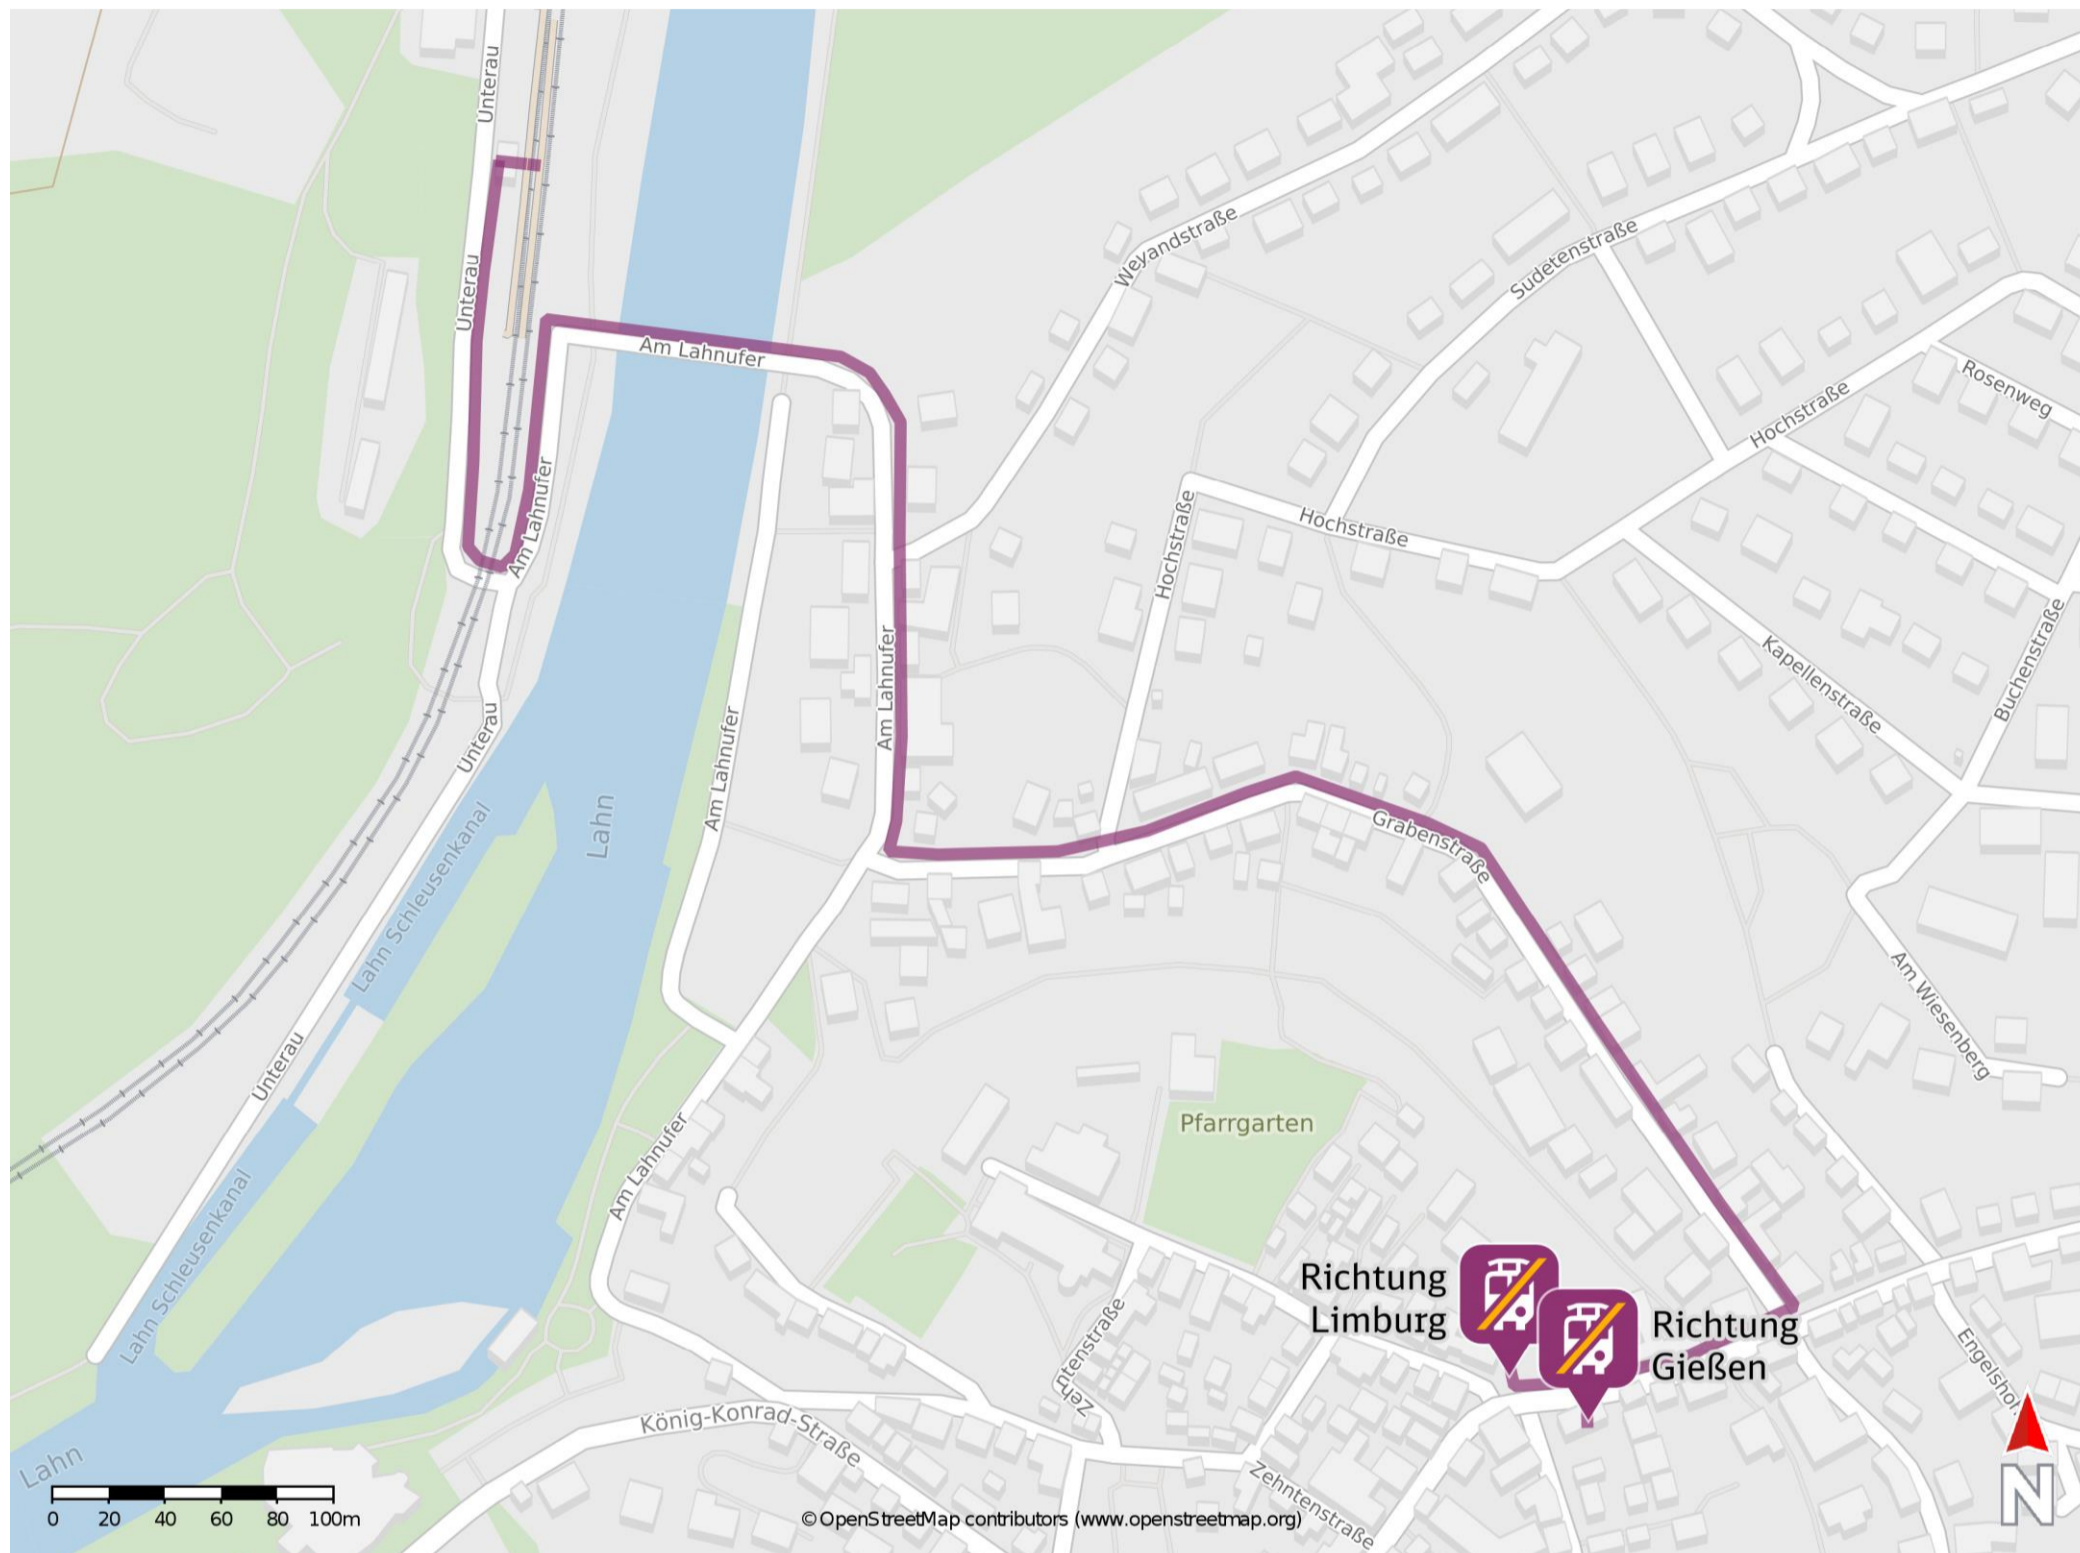 Unterau
Unterau
Am Lahnufer
Weyandstraße
Sudetenstraße
Rosenweg
Hochstraße
Am Lahnufer
Hochstraße
Hochstraße
Am Lahnufer
Kapellenstraße
Buchenstraße
Unterau
Am Lahnufer
Lahn
Lahn Schleusenkanal
Grabenstraße
Am Wiesenberg
Unterau
Pfarrgarten
Am Lahnufer
Lahn Schleusenkanal
Richtung
Limburg
Richtung
Gießen
Zehntenstraße
Engelshof
König-Konrad-Straße
Lahn
Zehntenstraße
0 20 40 60 80 100m
©OpenStreetMap contributors (www.openstreetmap.org)
N